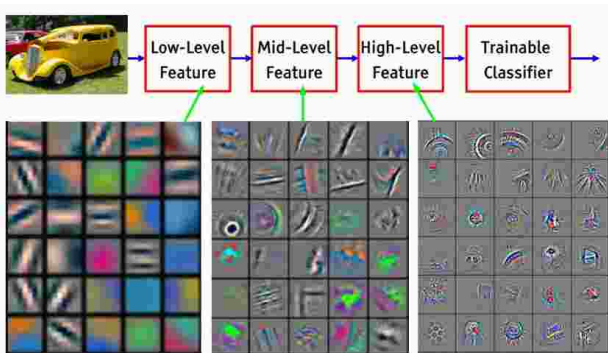 Low-Level
Feature
Mid-Level
Feature
High-Level
Feature
Trainable
Classifier